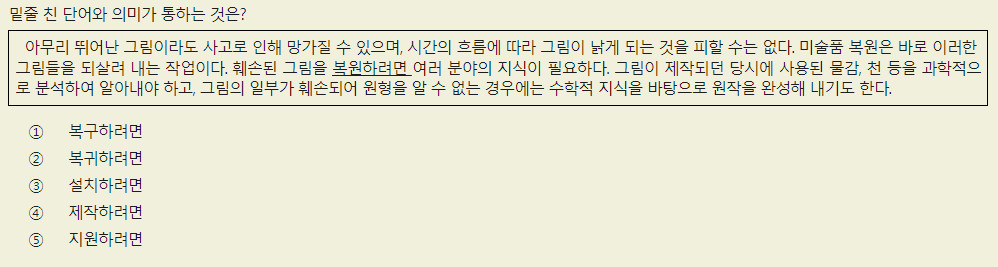 밑줄 친 단어와 의미가 통하는 것은?
아무리 뛰어난 그림이라도 사고로 인해 망가질 수 있으며, 시간의 흐름에 따라 그림이 낡게 되는 것을 피할 수는 없다. 미술품 복원은 바로 이러한
그림들을 되살려 내는 작업이다. 훼손된 그림을 복원하려면 여러 분야의 지식이 필요하다. 그림이 제작되던 당시에 사용된 물감, 천 등을 과학적으
로 분석하여 알아내야 하고, 그림의 일부가 훼손되어 원형을 알 수 없는 경우에는 수학적 지식을 바탕으로 원작을 완성해 내기도 한다.
① 복구하려면
② 복귀하려면
③ 설치하려면
④ 제작하려면
⑤ 지원하려면